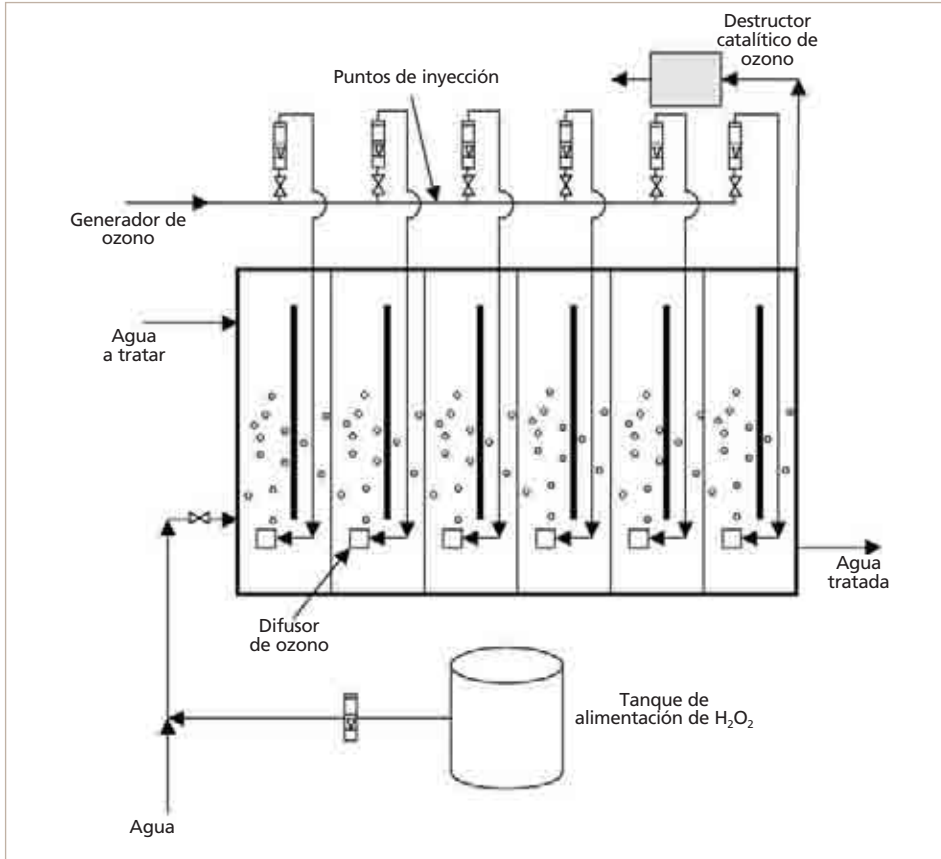 Destructor
catalítico de
ozono
Puntos de inyección
Generador de
ozono
Agua
a tratar
Agua
tratada
Difusor
de ozono
Tanque de
alimentación de H₂O₂
Agua